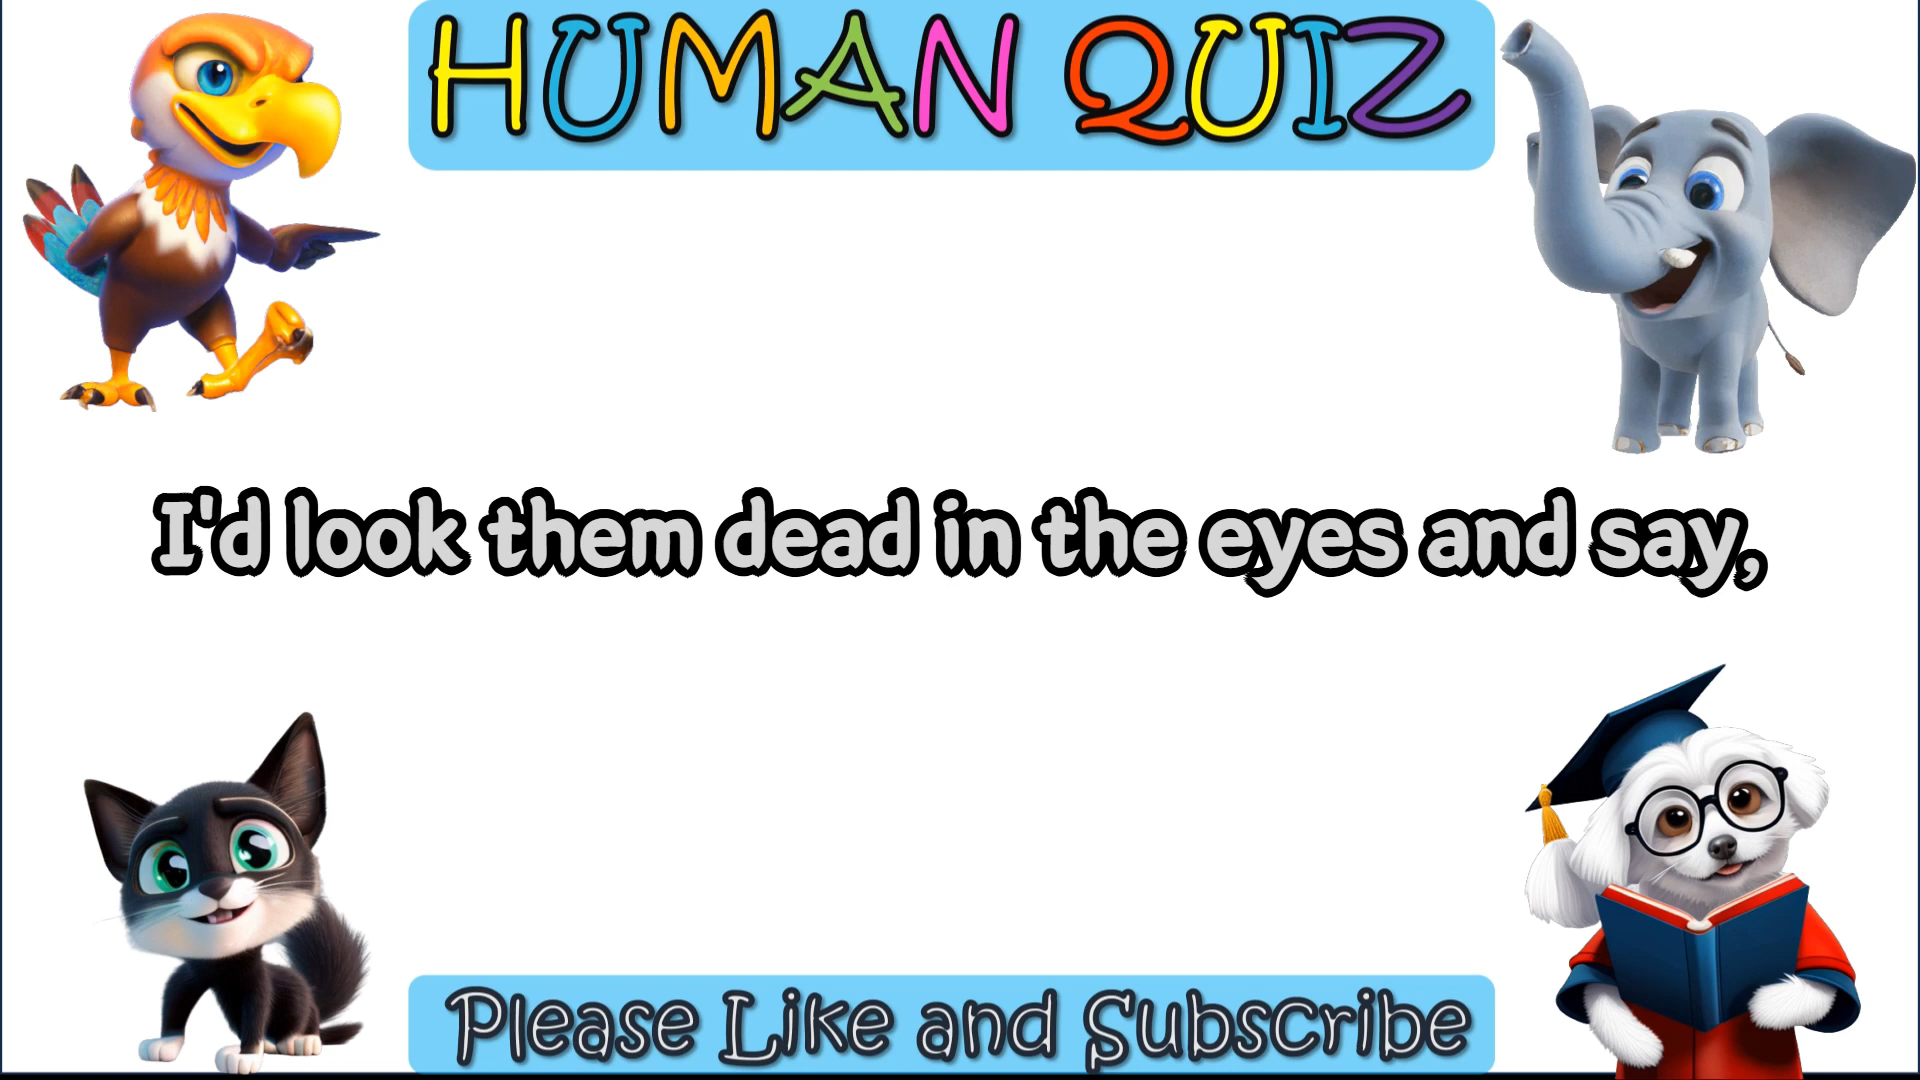 HUMAN QUIZ
I'd look them dead in the eyes and say,
Please Like and Subscribe